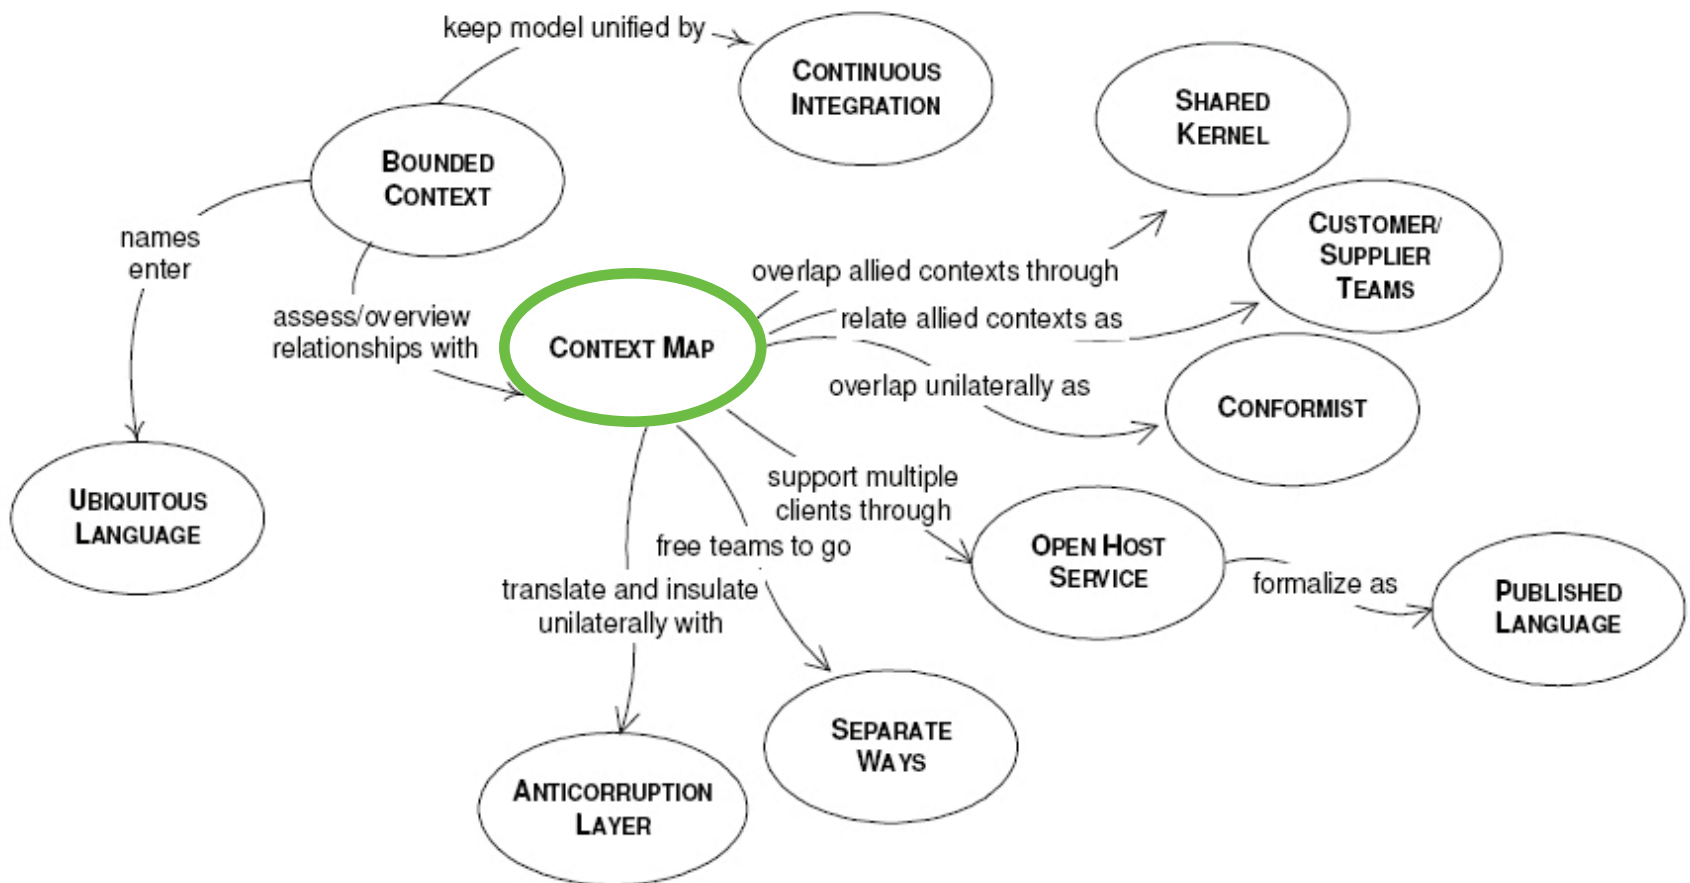 keep model unified by
CONTINUOUS
INTEGRATION
SHARED
KERNEL
BOUNDED
CONTEXT
names
enter
CUSTOMER/
SUPPLIER
TEAMS
overlap allied contexts through
assess/overview
relationships with
relate allied contexts as
CONTEXT MAP
overlap unilaterally as
CONFORMIST
support multiple
clients through
UBIQUITOUS
LANGUAGE
free teams to go
OPEN HOST
SERVICE
formalize as
PUBLISHED
LANGUAGE
translate and insulate
unilaterally with
SEPARATE
WAYS
ANTICORRUPTION
LAYER